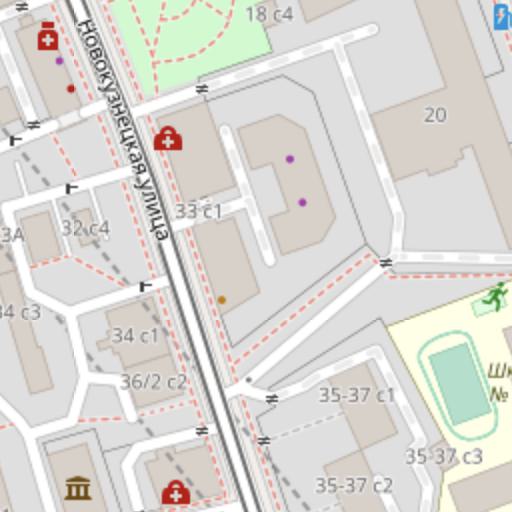 18 с4
Новокузнецкая улица
20
33 с1
32 с4
3А
34 с3
34 с1
36/2 с2
35-37 с1
Шк
№
35-37 с3
35-37 с2